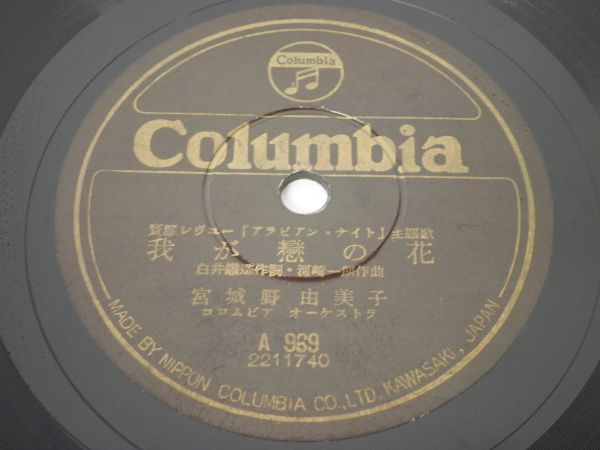 Columbia
Columbia
寳塚レヴュー『アラビアン・ナイト』主題歌
我が戀の花
白井鐵造作詞・河崎一朗作曲
宮城野由美子
コロムビア オーケストラ
A 969
2211740
MADE BY NIPPON COLUMBIA CO., LTD. KAWASAKI, JAPAN